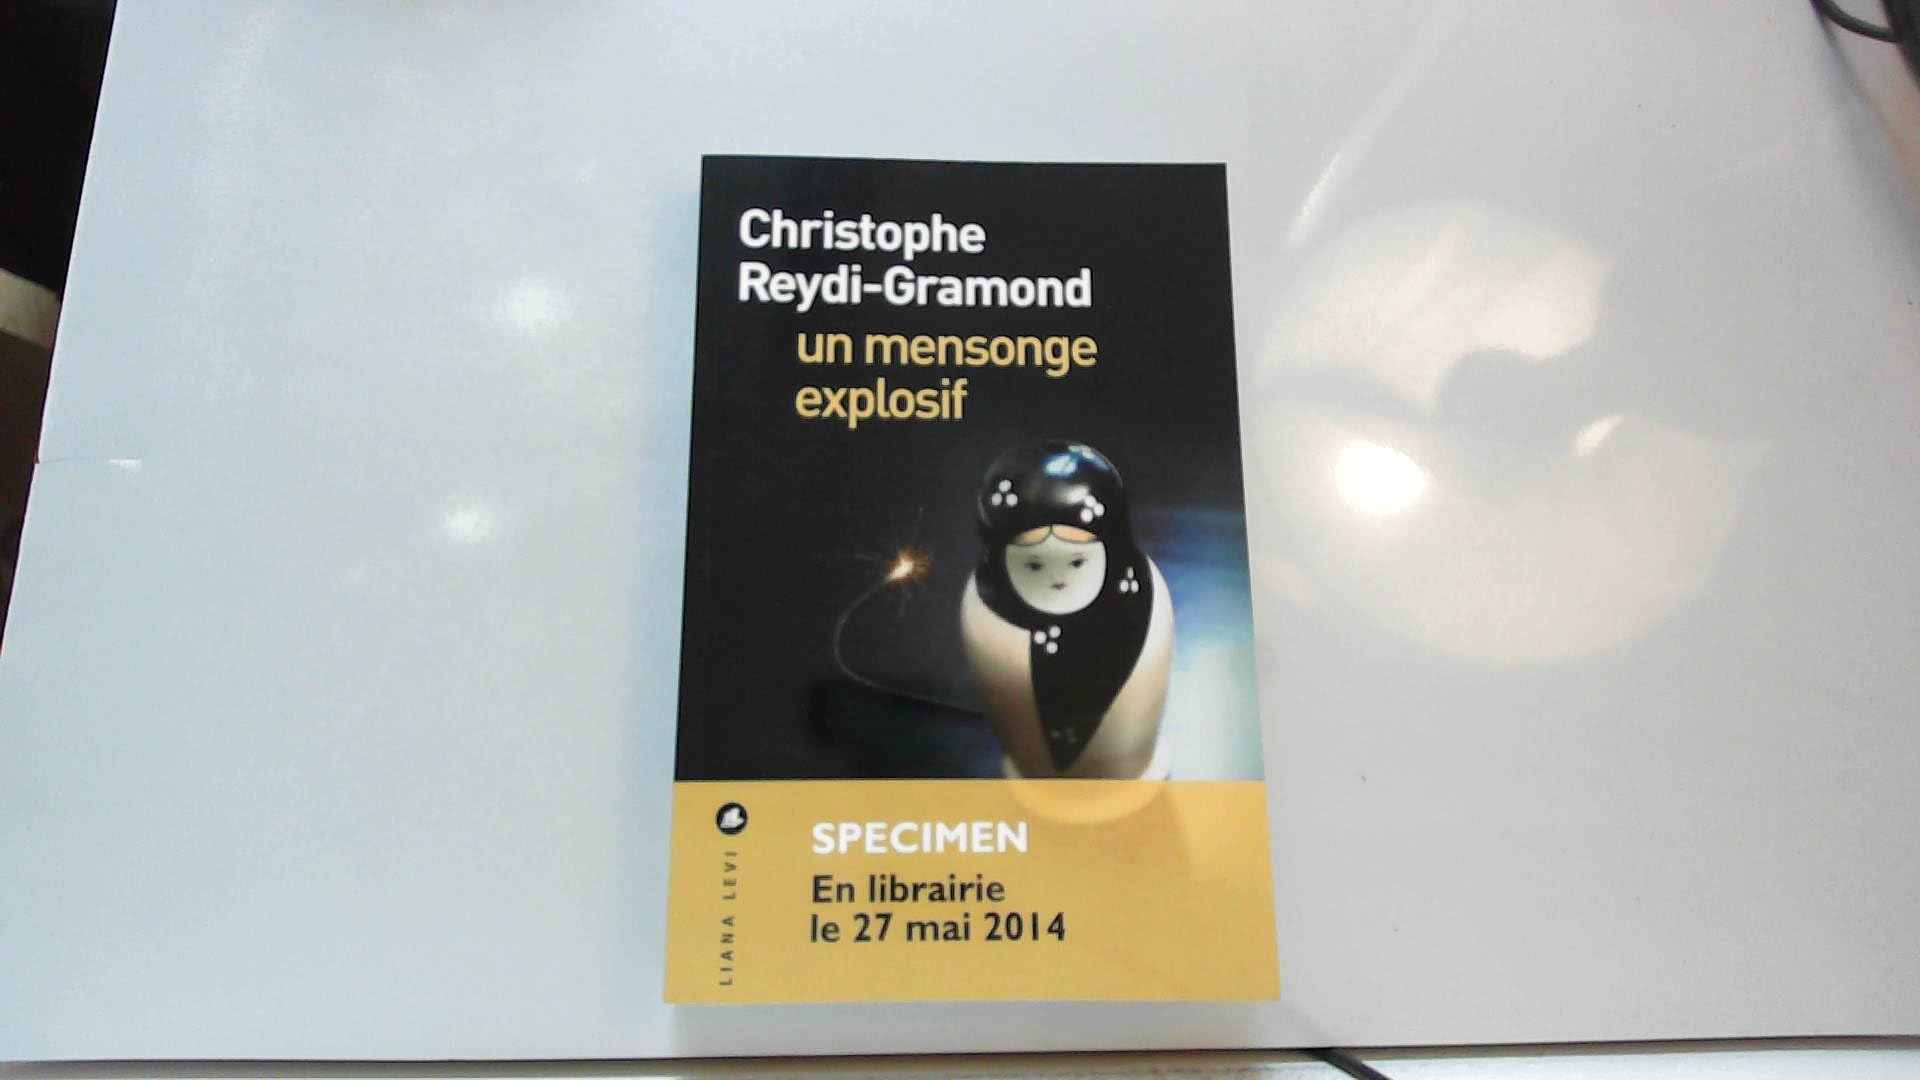 Christophe
Reydi-Gramond
un mensonge
explosif
SPECIMEN
En librairie
le 27 mai 2014
LIANA LEVI